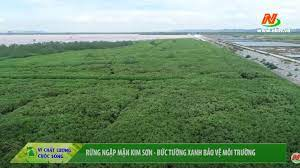 VÌ CHẤT LƯỢNG
CUỘC SỐNG
RỪNG NGẬP MẶN KIM SƠN - BỨC TƯỜNG XANH BẢO VỆ MÔI TRƯỜNG